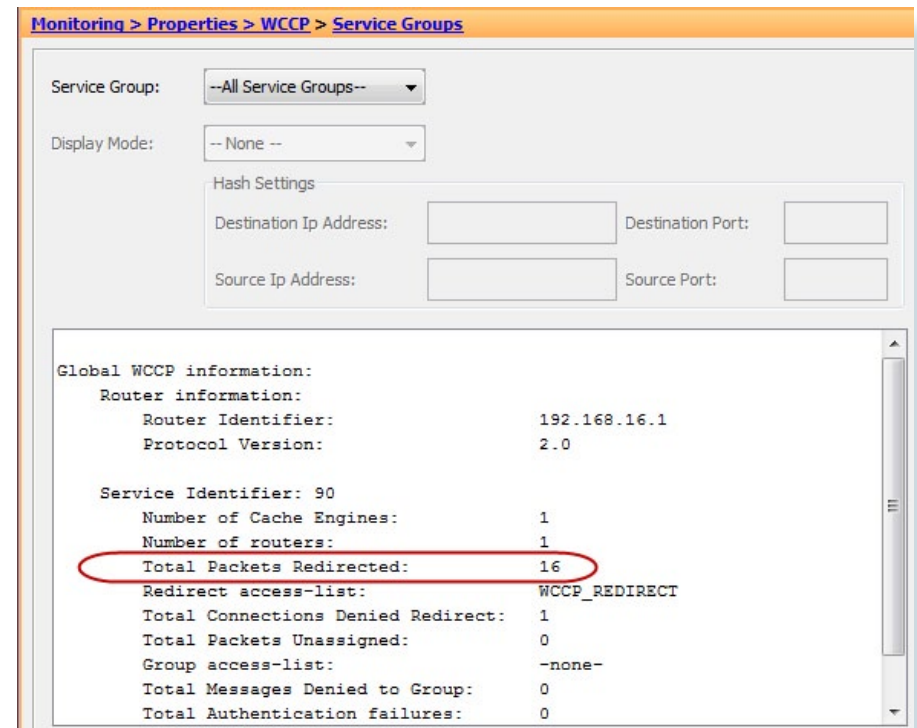 Monitoring > Properties > WCCP > Service Groups
Service Group: --All Service Groups--
Display Mode: -- None --
Hash Settings
Destination Ip Address: Destination Port:
Source Ip Address: Source Port:
Global WCCP information:
Router information:
Router Identifier: 192.168.16.1
Protocol Version: 2.0
Service Identifier: 90
Number of Cache Engines: 1
Number of routers: 1
Total Packets Redirected: 16
Redirect access-list: WCCP_REDIRECT
Total Connections Denied Redirect: 1
Total Packets Unassigned: 0
Group access-list: -none-
Total Messages Denied to Group: 0
Total Authentication failures: 0